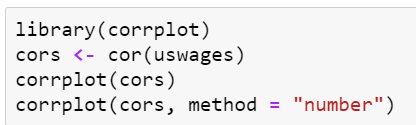 library(corrplot)
cors <- cor(uswages)
corrplot(cors)
corrplot(cors, method = "number")